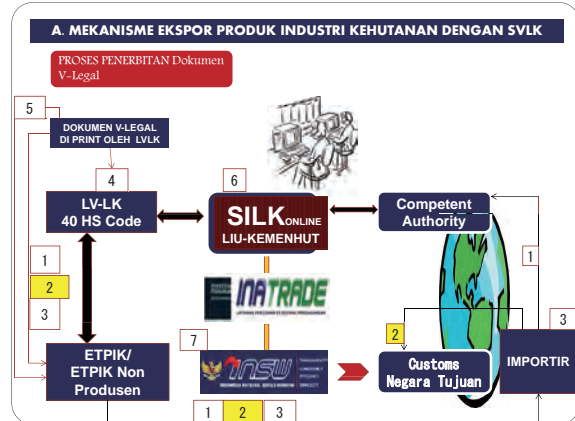 A. MEKANISME EKSPOR PRODUK INDUSTRI KEHUTANAN DENGAN SVLK
PROSES PENERBITAN Dokumen
V-Legal
5
DOKUMEN V-LEGAL
DI PRINT OLEH LVLK
4
LV-LK
40 HS Code
6
SILK ONLINE
LIU-KEMENHUT
Competent
Authority
1
2
3
INATRADE
1
2
3
7
INSW
ETPIK/
ETPIK Non
Produsen
Customs
Negara Tujuan
IMPORTIR
1
2
3